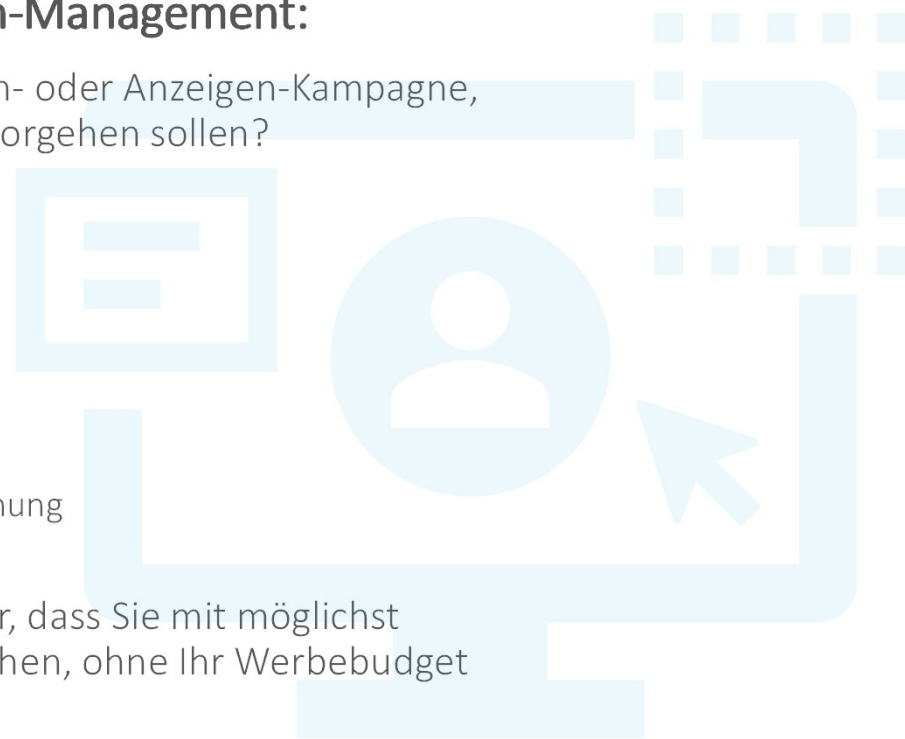 n-Management:
n- oder Anzeigen-Kampagne,
orgehen sollen?
nung
r, dass Sie mit möglichst
hen, ohne Ihr Werbebudget